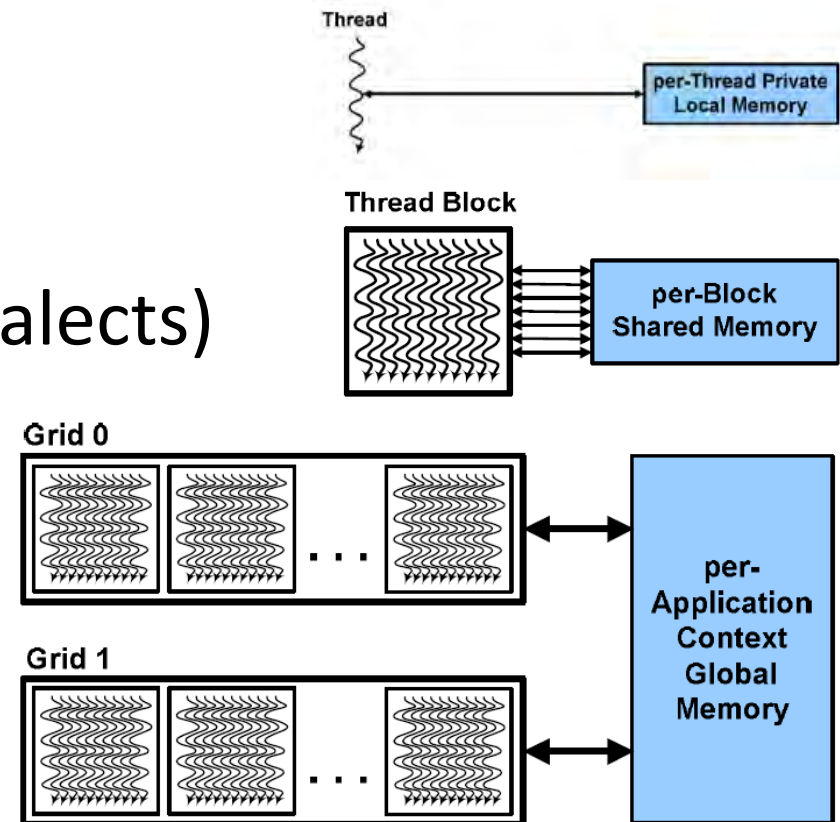 Thread
per-Thread Private
Local Memory
Thread Block
per-Block
Shared Memory
alects)
Grid 0
. . .
per-
Application
Context
Global
Memory
Grid 1
. . .